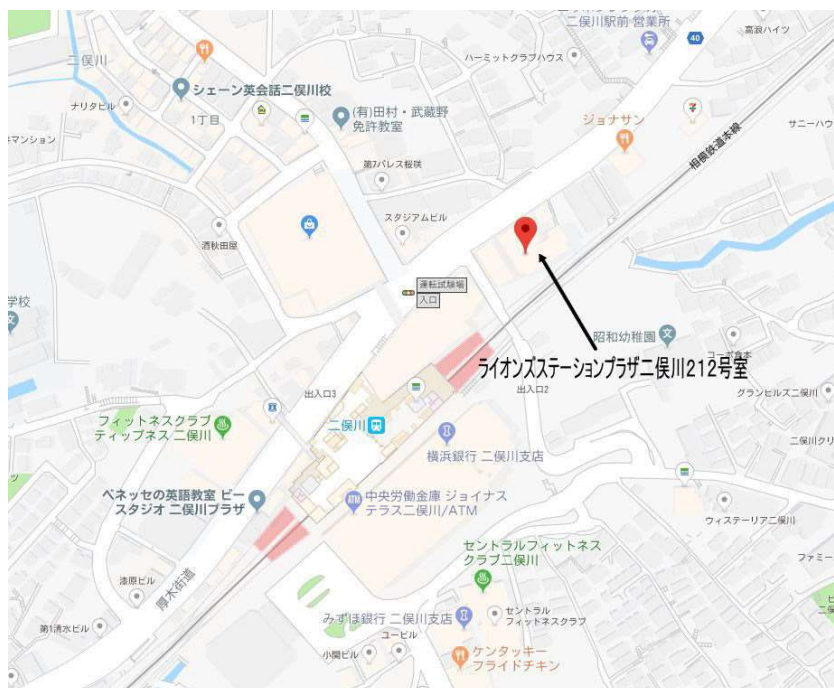 二俣川駅前 営業所
高浪ハイツ
40
二俣川
ハーミットクラブハウス
シェーン英会話二俣川校
ナリタビル
(有)田村・武蔵野
免許教室
1丁目
ジョナサン
サニーハウ
マンション
相模鉄道本線
第7パレス桜咲
スタジアムビル
酒秋田屋
運転試験場
入口
学校
昭和幼稚園
ライオンズステーションプラザ二俣川212号室
コーポ倉本
出入口2
グランヒルズ二俣川
出入口3
フィットネスクラブ
ティップネス 二俣川
二俣川
二俣川クリ
横浜銀行 二俣川支店
ベネッセの英語教室 ビー
スタジオ 二俣川プラザ
ATM
中央労働金庫 ジョイナス
テラス二俣川/ATM
ウィステーリア二俣川
セントラルフィットネス
クラブ二俣川
ファミー
漆原ビル
厚木街道
第1清水ビル
みずほ銀行 二俣川支店
セントラル
フィットネスクラブ
ユービル
小関ビル
ケンタッキー
フライドチキン